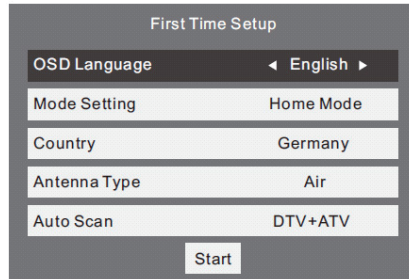 First Time Setup
OSD Language ◄ English ►
Mode Setting Home Mode
Country Germany
Antenna Type Air
Auto Scan DTV+ATV
Start